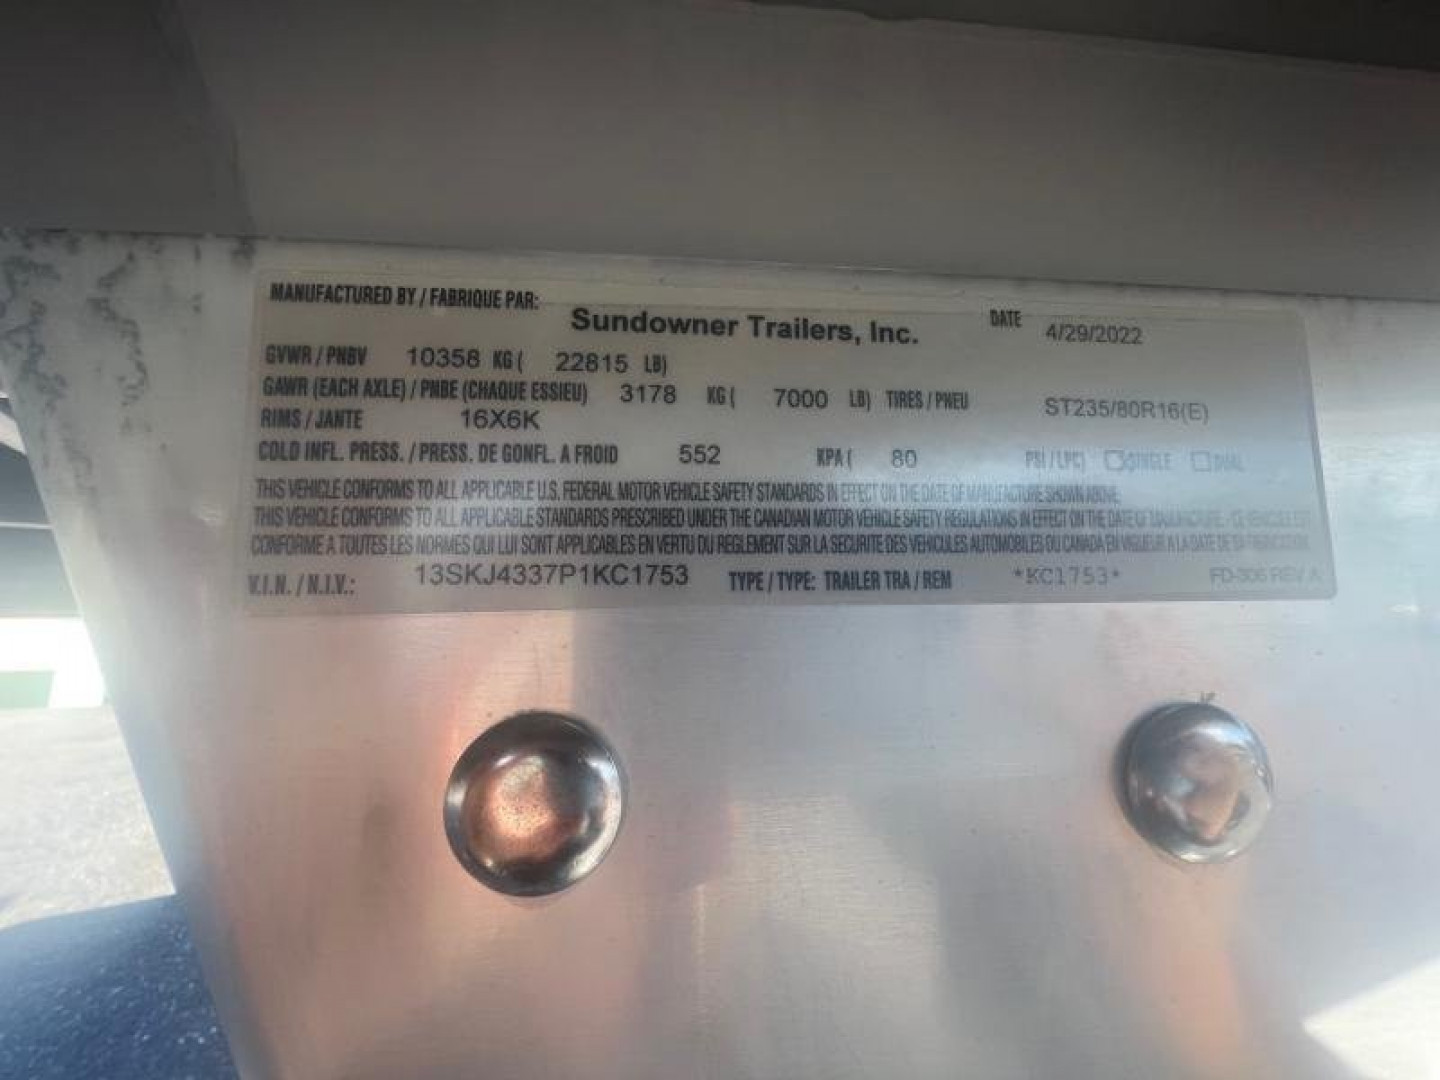 MANUFACTURED BY / FABRIQUE PAR: Sundowner Trailers, Inc. DATE 4/29/2022
GVWR / PNBV 10358 KG ( 22815 LB)
GAWR (EACH AXLE) / PNBE (CHAQUE ESSIEU) 3178 KG ( 7000 LB) TIRES / PNEU ST235/80R16(E)
RIMS / JANTE 16X6K
COLD INFL. PRESS. / PRESS. DE GONFL. A FROID 552 KPA ( 80 PSI / LPC) SINGLE DUAL
THIS VEHICLE CONFORMS TO ALL APPLICABLE U.S. FEDERAL MOTOR VEHICLE SAFETY STANDARDS IN EFFECT ON THE DATE OF MANUFACTURE SHOWN ABOVE.
THIS VEHICLE CONFORMS TO ALL APPLICABLE STANDARDS PRESCRIBED UNDER THE CANADIAN MOTOR VEHICLE SAFETY REGULATIONS IN EFFECT ON THE DATE OF MANUFACTURE. / CE VEHICULE EST
CONFORME A TOUTES LES NORMES QUI LUI SONT APPLICABLES EN VERTU DU REGLEMENT SUR LA SECURITE DES VEHICULES AUTOMOBILES DU CANADA EN VIGUEUR A LA DATE DE SA FABRICATION.
V.I.N. / N.I.V.: 13SKJ4337P1KC1753 TYPE / TYPE: TRAILER TRA / REM *KC1753* FD-306 REV A